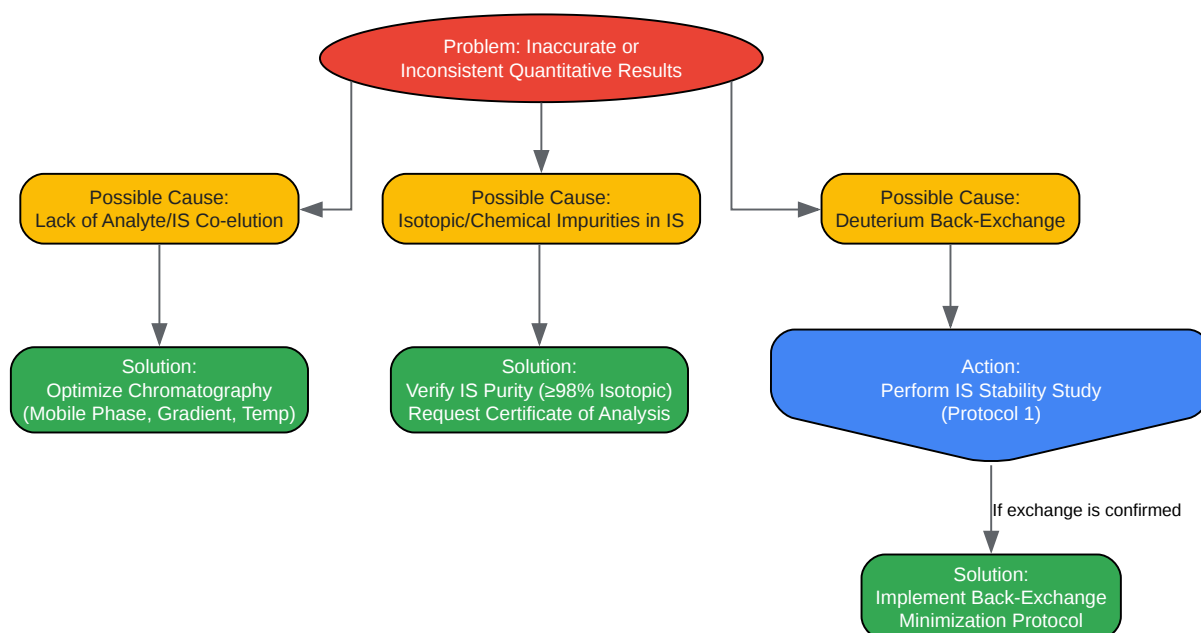 Problem: Inaccurate or
Inconsistent Quantitative Results
Possible Cause:
Lack of Analyte/IS Co-elution
Possible Cause:
Isotopic/Chemical Impurities in IS
Possible Cause:
Deuterium Back-Exchange
Solution:
Optimize Chromatography
(Mobile Phase, Gradient, Temp)
Solution:
Verify IS Purity (≥98% Isotopic)
Request Certificate of Analysis
Action:
Perform IS Stability Study
(Protocol 1)
If exchange is confirmed
Solution:
Implement Back-Exchange
Minimization Protocol